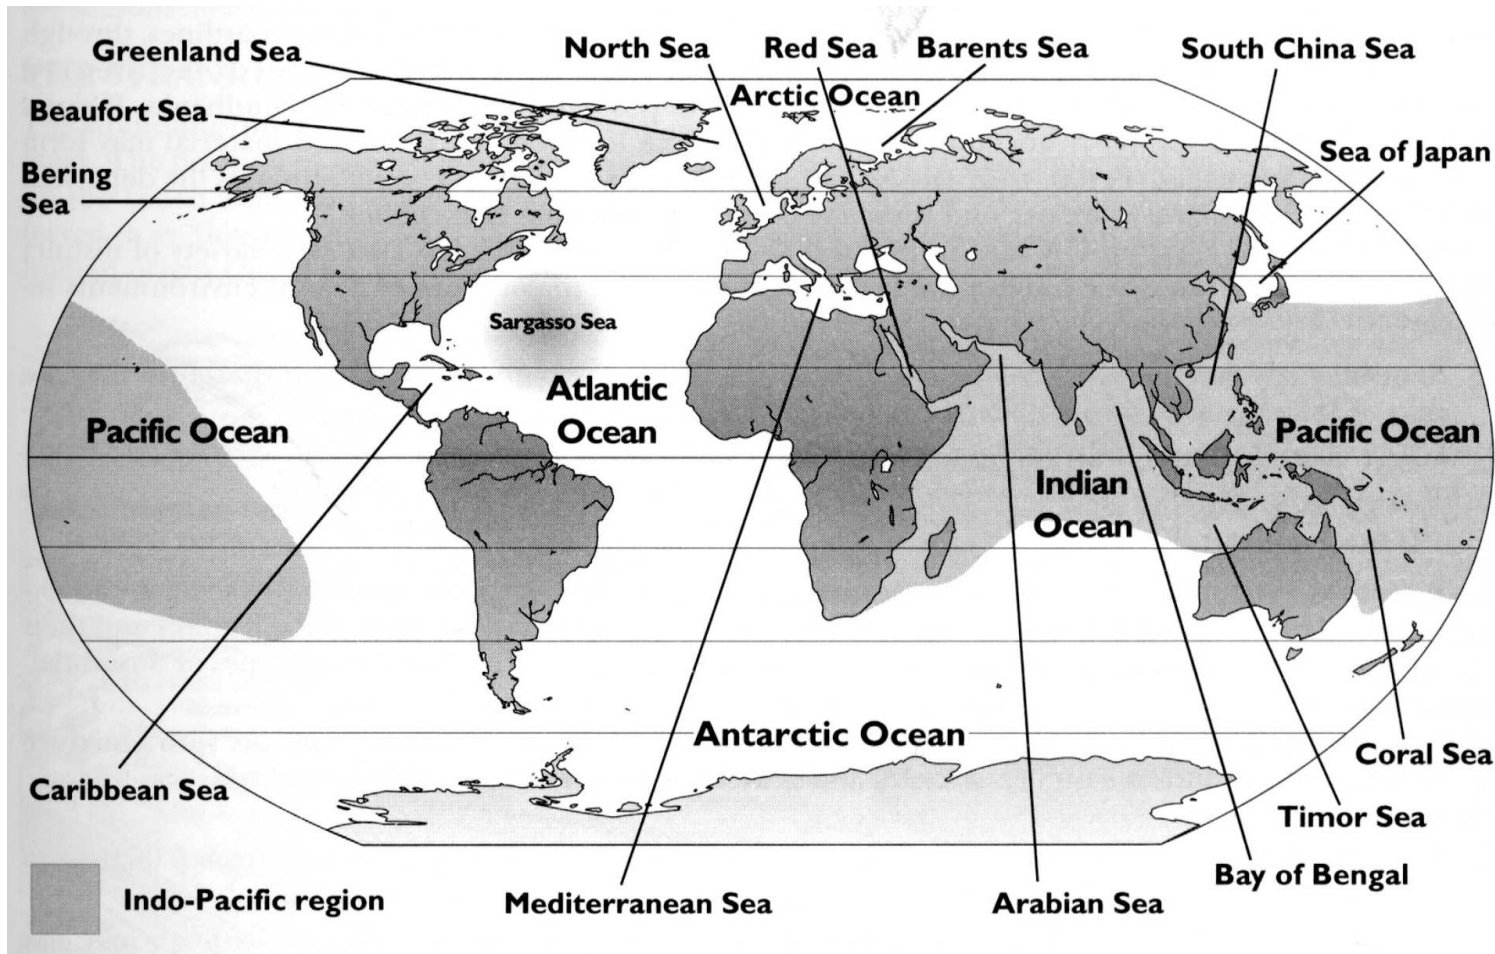 Greenland Sea
North Sea
Red Sea
Barents Sea
South China Sea
Arctic Ocean
Beaufort Sea
Sea of Japan
Bering
Sea
Sargasso Sea
Atlantic
Ocean
Pacific Ocean
Pacific Ocean
Indian
Ocean
Antarctic Ocean
Coral Sea
Caribbean Sea
Timor Sea
Bay of Bengal
Indo-Pacific region
Mediterranean Sea
Arabian Sea